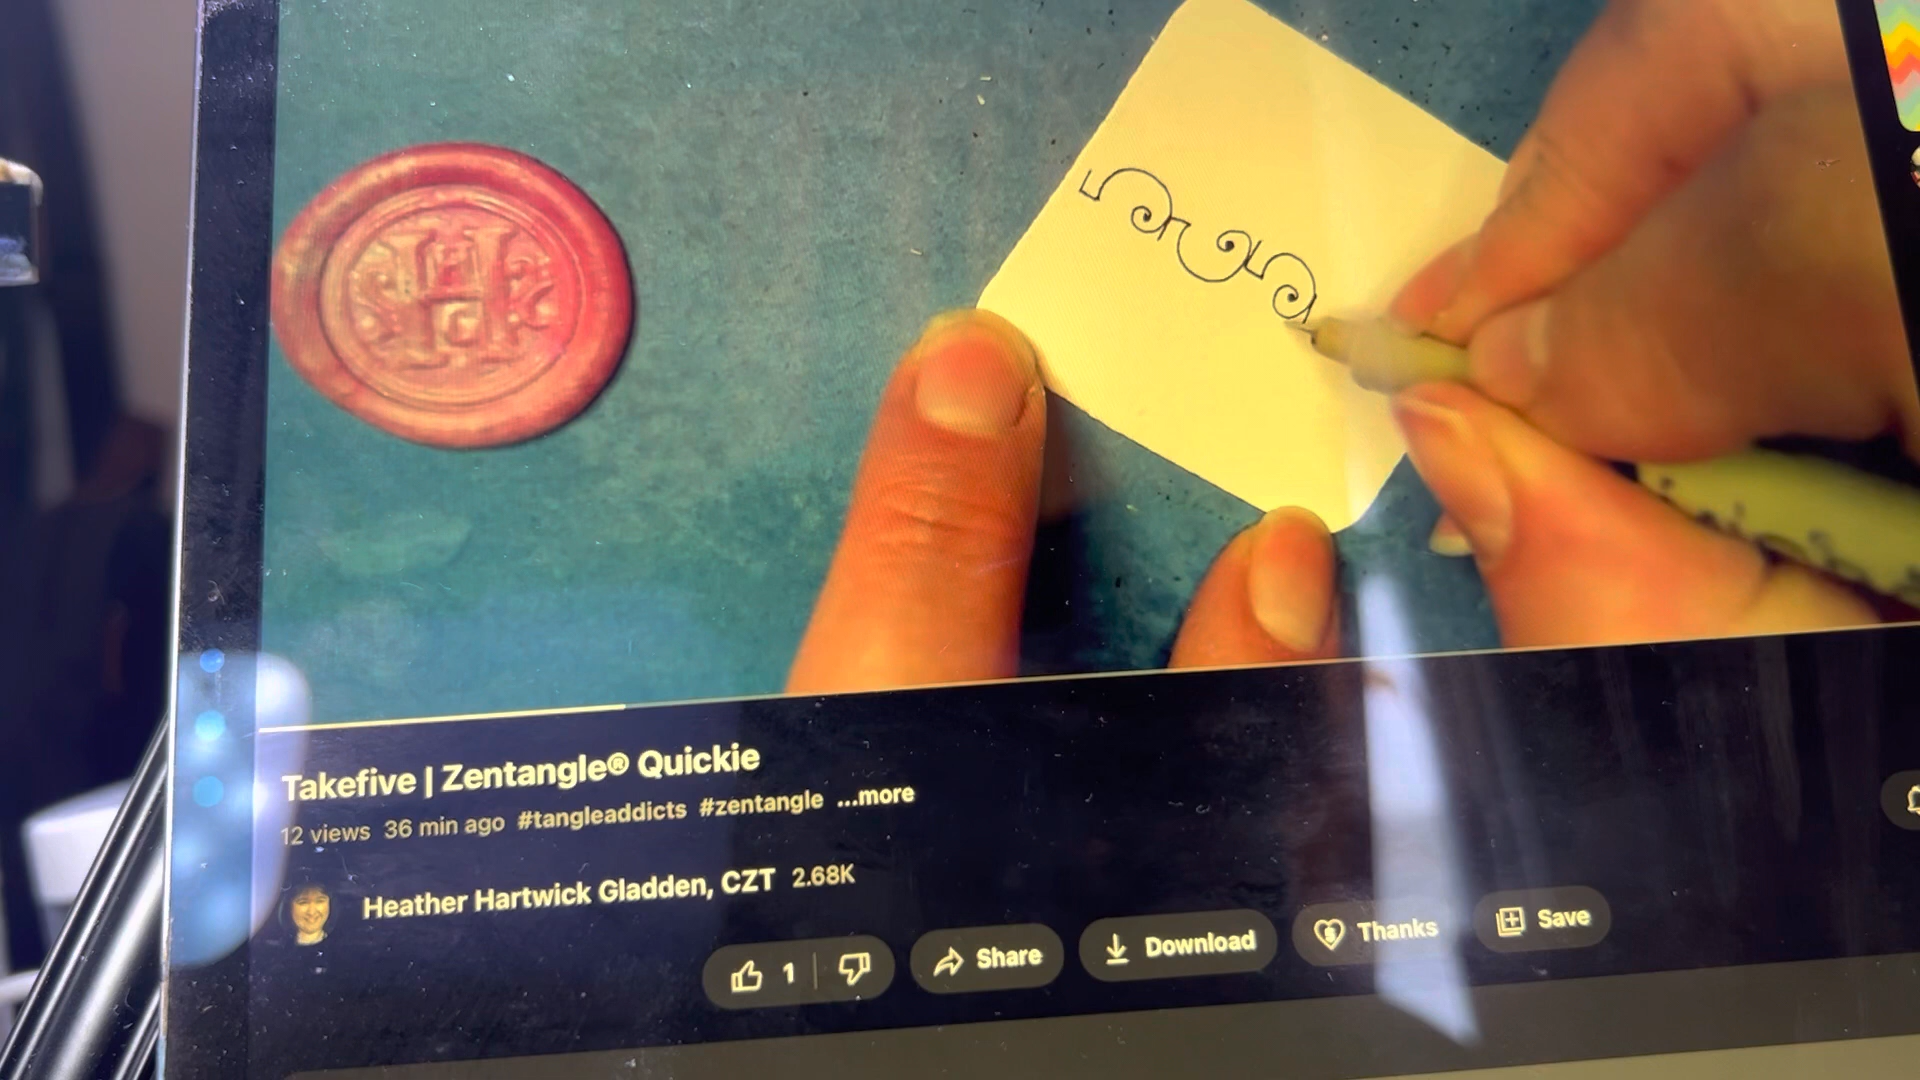 H
Takefive | Zentangle® Quickie
12 views 36 min ago #tangleaddicts #zentangle ...more
Heather Hartwick Gladden, CZT 2.68K
1 Share Download Thanks Save